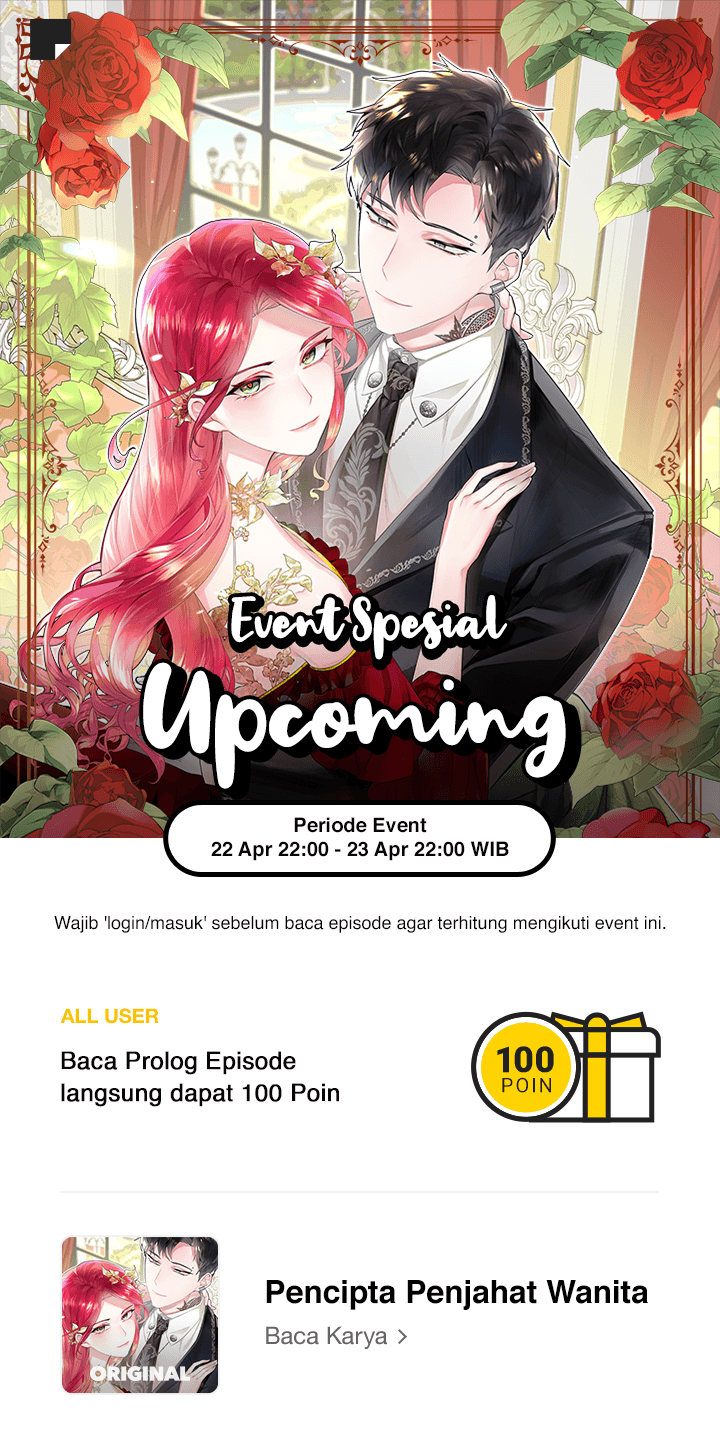 Event Spesial
Upcoming
Periode Event
22 Apr 22:00 - 23 Apr 22:00 WIB
Wajib 'login/masuk' sebelum baca episode agar terhitung mengikuti event ini.
ALL USER
Baca Prolog Episode
langsung dapat 100 Poin
100
POIN
Pencipta Penjahat Wanita
Baca Karya >
ORIGINAL